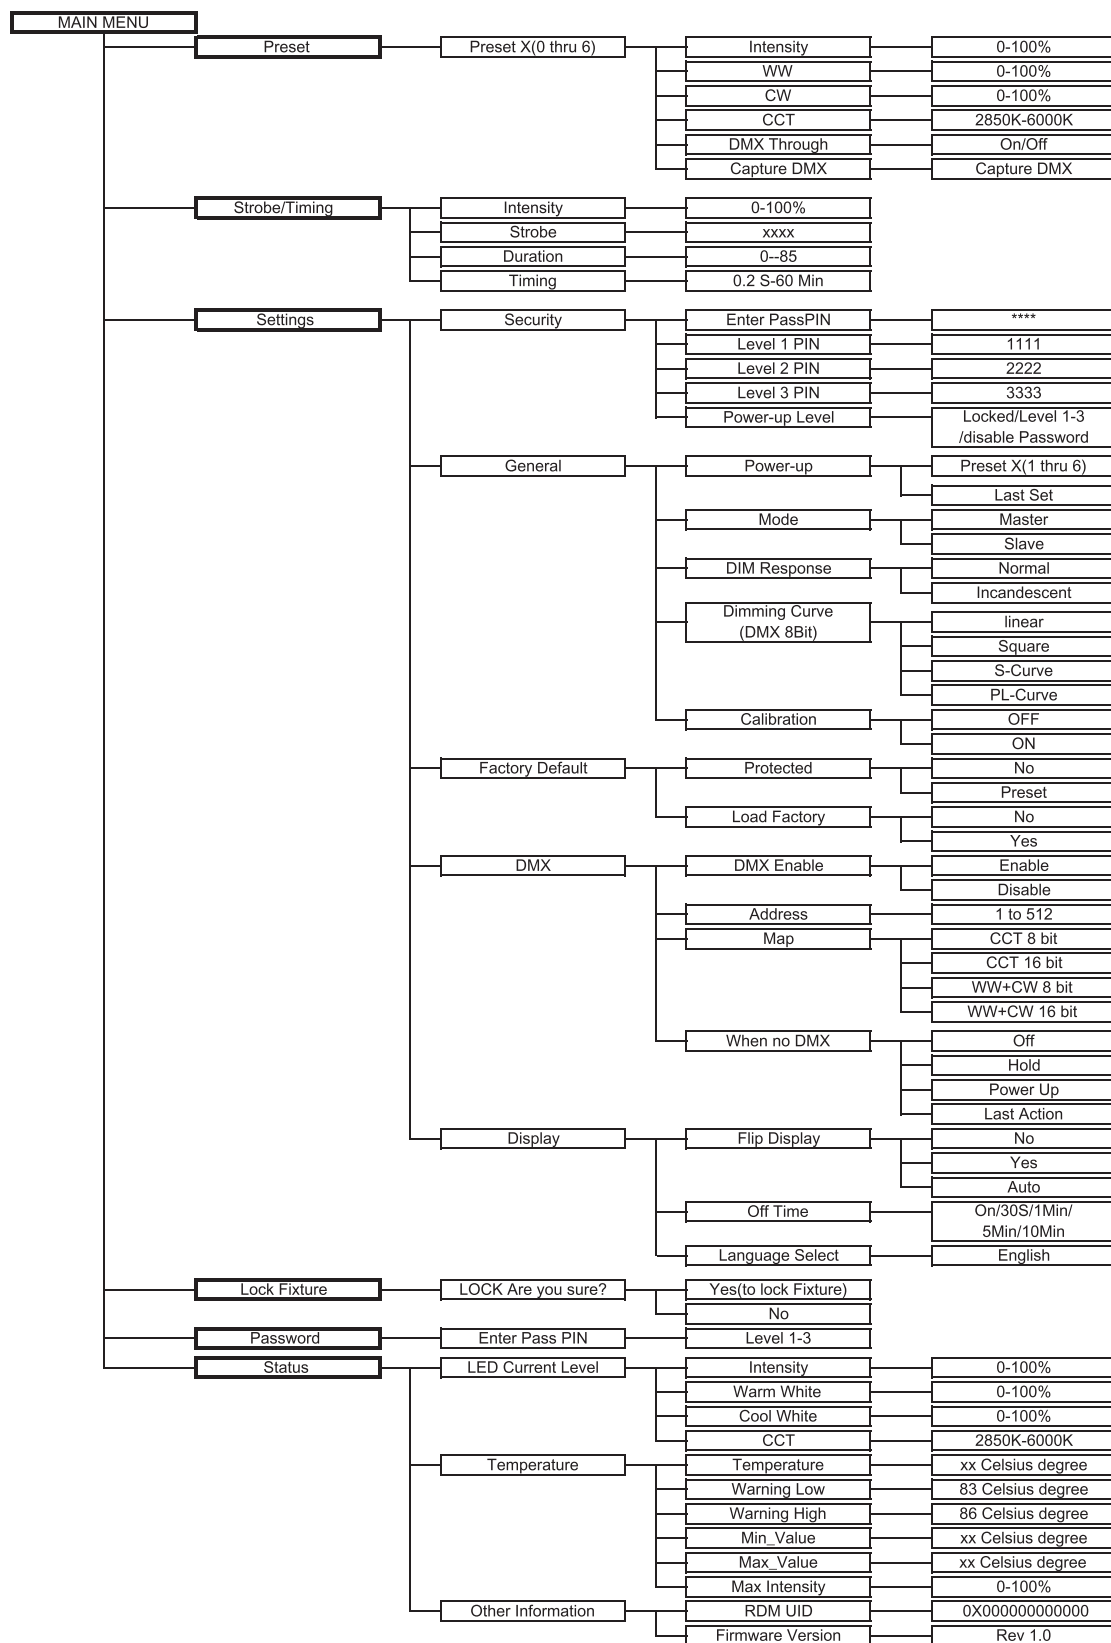 MAIN MENU
Preset
Preset X(0 thru 6)
Intensity
0-100%
WW
0-100%
CW
0-100%
CCT
2850K-6000K
DMX Through
On/Off
Capture DMX
Capture DMX
Strobe/Timing
Intensity
0-100%
Strobe
xxxx
Duration
0--85
Timing
0.2 S-60 Min
Settings
Security
Enter PassPIN
****
Level 1 PIN
1111
Level 2 PIN
2222
Level 3 PIN
3333
Power-up Level
Locked/Level 1-3
/disable Password
General
Power-up
Preset X(1 thru 6)
Last Set
Mode
Master
Slave
DIM Response
Normal
Incandescent
Dimming Curve
(DMX 8Bit)
linear
Square
S-Curve
PL-Curve
Calibration
OFF
ON
Factory Default
Protected
No
Preset
Load Factory
No
Yes
DMX
DMX Enable
Enable
Disable
Address
1 to 512
Map
CCT 8 bit
CCT 16 bit
WW+CW 8 bit
WW+CW 16 bit
When no DMX
Off
Hold
Power Up
Last Action
Display
Flip Display
No
Yes
Auto
Off Time
On/30S/1Min/
5Min/10Min
Language Select
English
Lock Fixture
LOCK Are you sure?
Yes(to lock Fixture)
No
Password
Enter Pass PIN
Level 1-3
Status
LED Current Level
Intensity
0-100%
Warm White
0-100%
Cool White
0-100%
CCT
2850K-6000K
Temperature
Temperature
xx Celsius degree
Warning Low
83 Celsius degree
Warning High
86 Celsius degree
Min_Value
xx Celsius degree
Max_Value
xx Celsius degree
Max Intensity
0-100%
Other Information
RDM UID
0X000000000000
Firmware Version
Rev 1.0